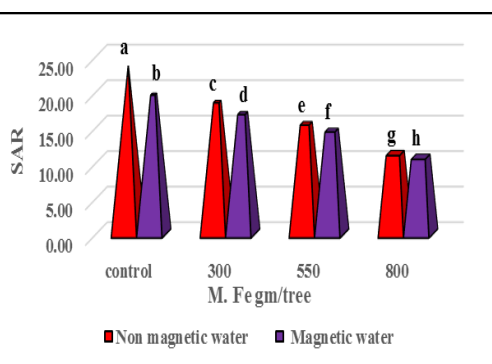 a
b
c
d
e
f
g
h
25.00
20.00
15.00
10.00
5.00
0.00
SAR
control 300 550 800
M. Fe gm/tree
Non magnetic water Magnetic water